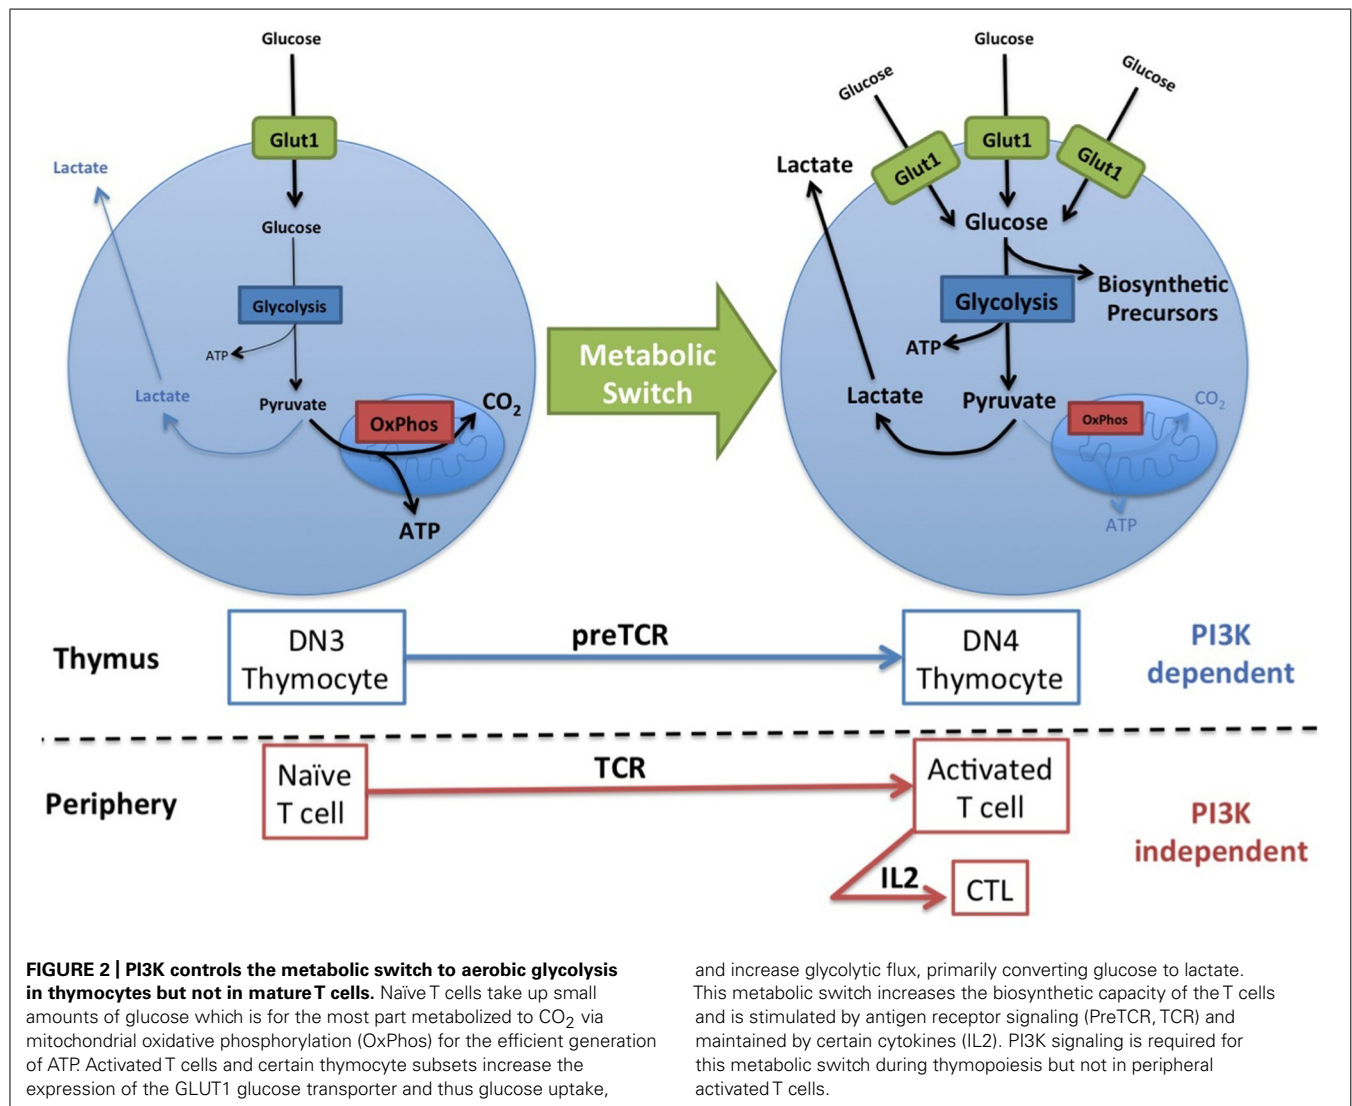 Glucose
Glut1
Lactate
Glucose
Glycolysis
ATP
Lactate
Pyruvate
OxPhos
CO2
ATP
Metabolic
Switch
Glucose
Glucose
Glucose
Glut1
Glut1
Glut1
Lactate
Glucose
Biosynthetic
Precursors
Glycolysis
ATP
Lactate
Pyruvate
OxPhos
CO2
ATP
Thymus
DN3
Thymocyte
preTCR
DN4
Thymocyte
PI3K
dependent
Periphery
Naïve
T cell
TCR
Activated
T cell
IL2
CTL
PI3K
independent
FIGURE 2 | PI3K controls the metabolic switch to aerobic glycolysis
in thymocytes but not in mature T cells. Naïve T cells take up small
amounts of glucose which is for the most part metabolized to CO2 via
mitochondrial oxidative phosphorylation (OxPhos) for the efficient generation
of ATP. Activated T cells and certain thymocyte subsets increase the
expression of the GLUT1 glucose transporter and thus glucose uptake,
and increase glycolytic flux, primarily converting glucose to lactate.
This metabolic switch increases the biosynthetic capacity of the T cells
and is stimulated by antigen receptor signaling (PreTCR, TCR) and
maintained by certain cytokines (IL2). PI3K signaling is required for
this metabolic switch during thymopoiesis but not in peripheral
activated T cells.